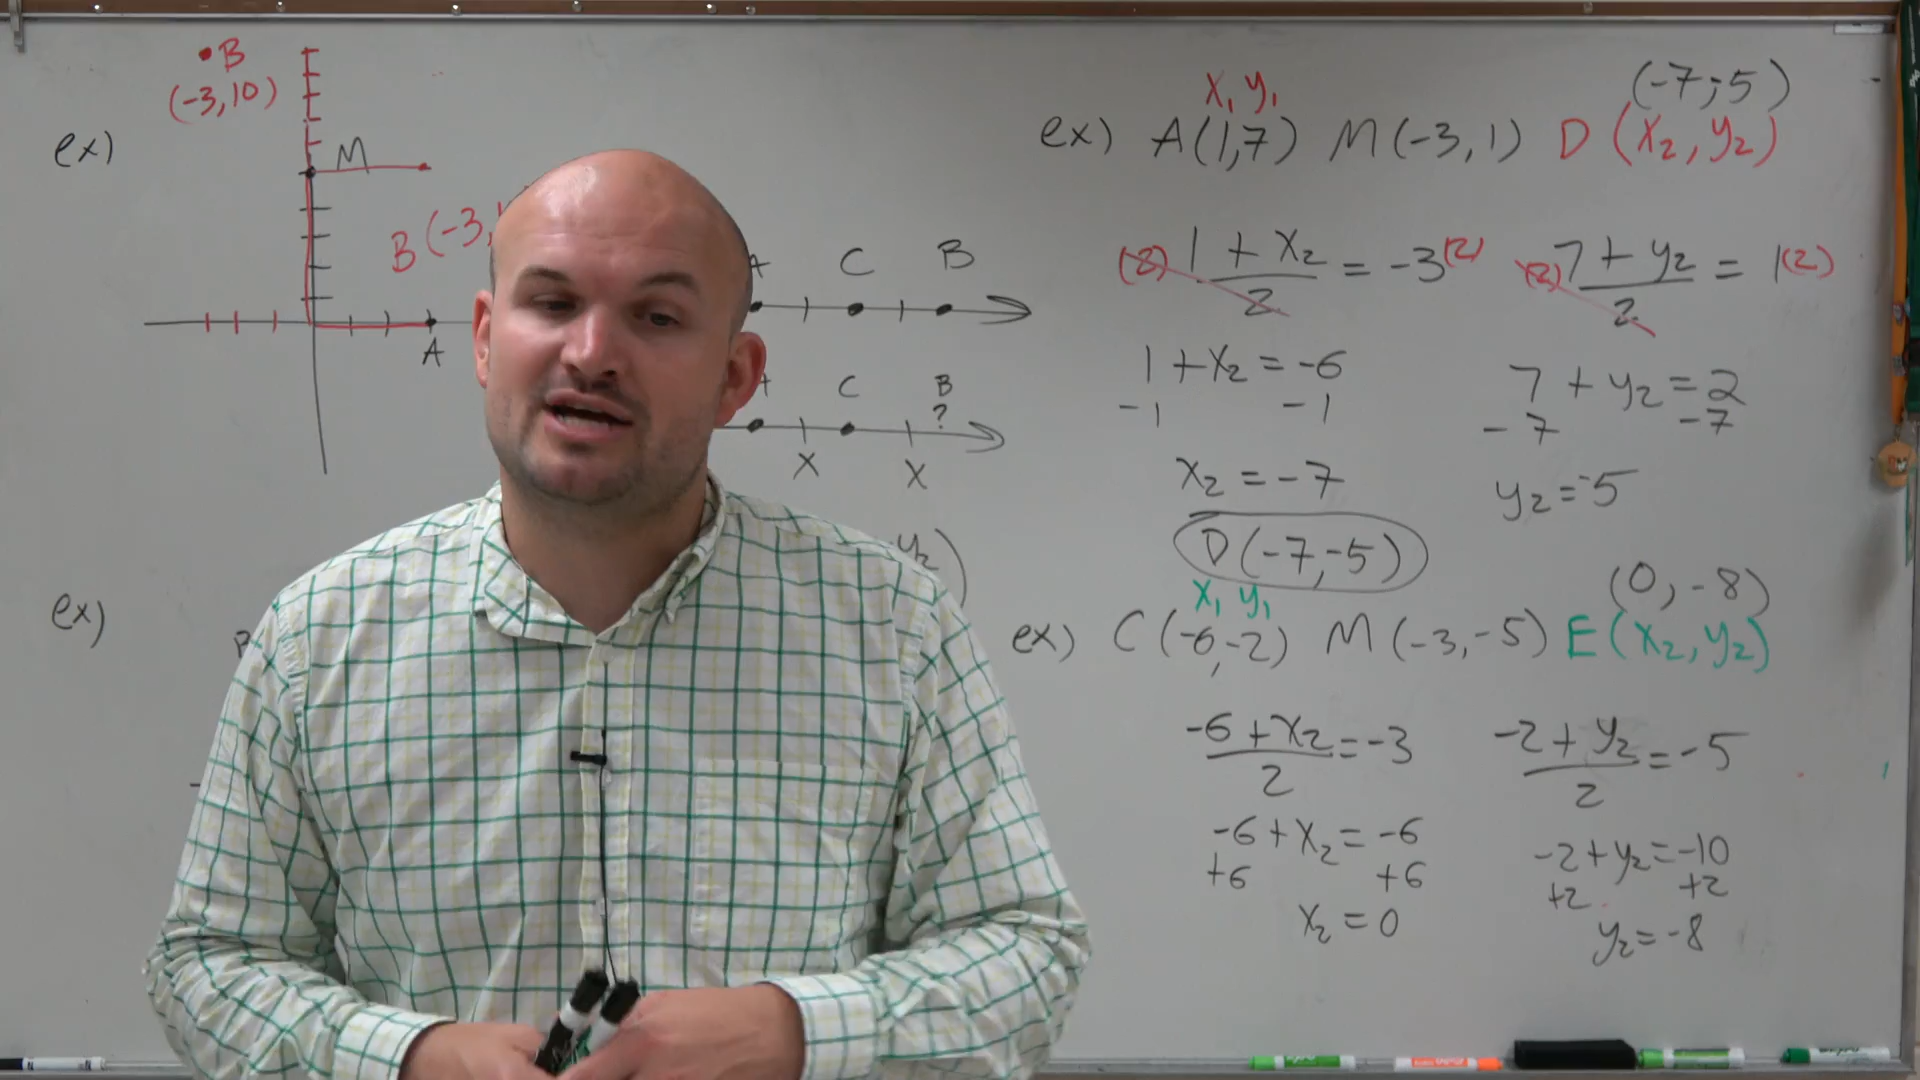 B
(-3,10)
ex)
M
B (-3,
A
A C B
A C B
?
X X
y2)
ex)
x1 y1
(-7,-5)
ex) A(1,7) M(-3,1) D (x2, y2)
(2) 1 + x2 / 2 = -3(2)
(2) 7 + y2 / 2 = 1(2)
1 + x2 = -6
-1 -1
x2 = -7
7 + y2 = 2
-7 -7
y2 = -5
D(-7,-5)
x1 y1
(0,-8)
ex) C(-6,-2) M(-3,-5) E(x2, y2)
-6 + x2 / 2 = -3
-6 + x2 = -6
+6 +6
x2 = 0
-2 + y2 / 2 = -5
-2 + y2 = -10
+2 +2
y2 = -8